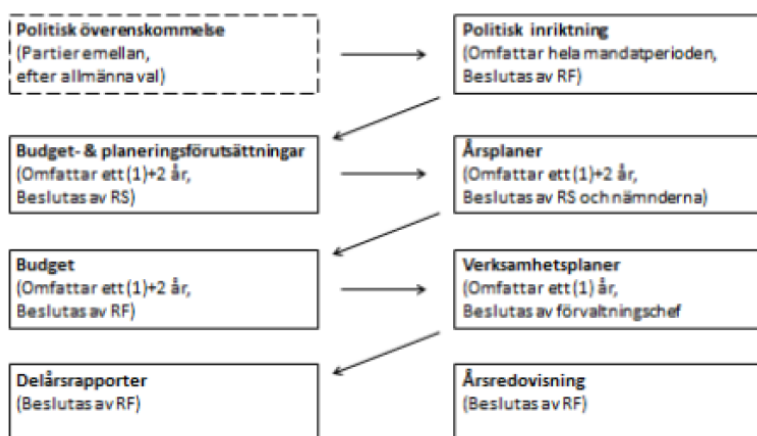 Politisk överenskommelse
(Partier emellan,
efter allmänna val)
Politisk inriktning
(Omfattar hela mandatperioden,
Beslutas av RF)
Budget- & planeringsförutsättningar
(Omfattar ett (1)+2 år,
Beslutas av RS)
Årsplaner
(Omfattar ett (1)+2 år,
Beslutas av RS och nämnderna)
Budget
(Omfattar ett (1)+2 år,
Beslutas av RF)
Verksamhetsplaner
(Omfattar ett (1) år,
Beslutas av förvaltningschef
Delårsrapporter
(Beslutas av RF)
Årsredovisning
(Beslutas av RF)